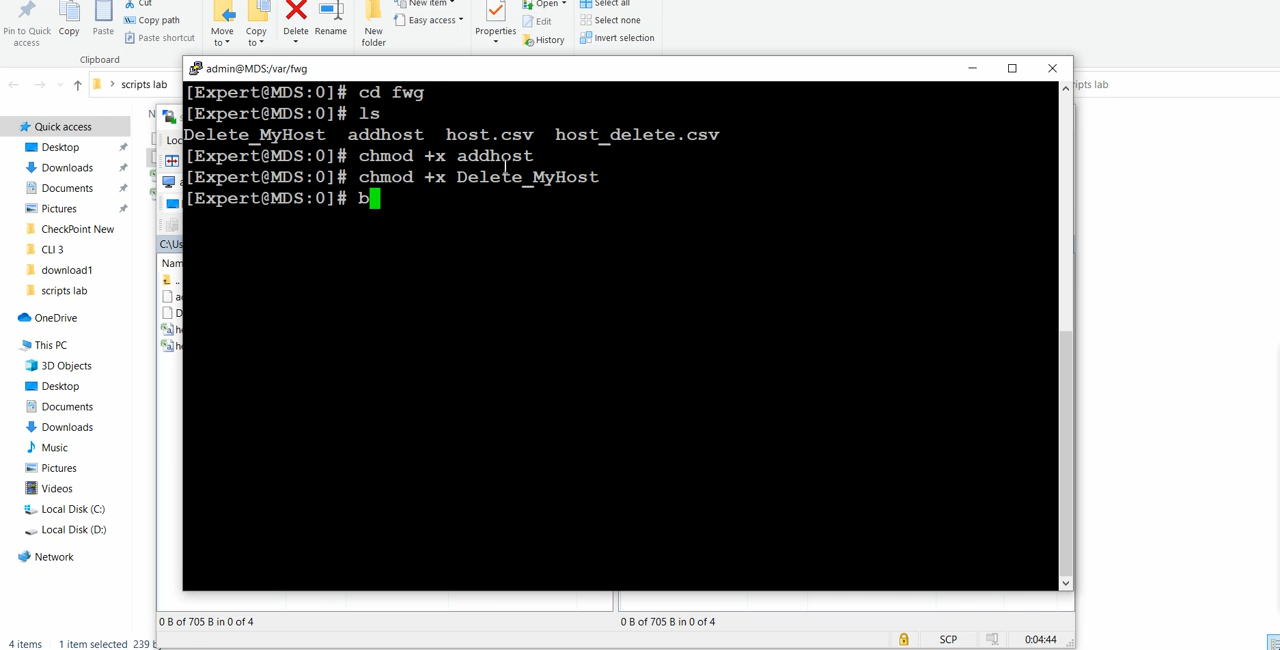 Cut
New item
Open
Select all
Copy path
Easy access
Edit
Select none
Pin to Quick access
Copy
Paste
Paste shortcut
Move to
Copy to
Delete
Rename
New folder
Properties
History
Invert selection
Clipboard
scripts lab
admin@MDS:/var/fwg
[Expert@MDS:0]# cd fwg
[Expert@MDS:0]# ls
Delete_MyHost addhost host.csv host_delete.csv
[Expert@MDS:0]# chmod +x addhost
[Expert@MDS:0]# chmod +x Delete_MyHost
[Expert@MDS:0]# b
Quick access
Desktop
Downloads
Documents
Pictures
CheckPoint New
CLI 3
download1
scripts lab
OneDrive
This PC
3D Objects
Desktop
Documents
Downloads
Music
Pictures
Videos
Local Disk (C:)
Local Disk (D:)
Network
C:\Us
Nam
..
0 B of 705 B in 0 of 4
0 B of 705 B in 0 of 4
SCP
0:04:44
4 items
1 item selected 239 b